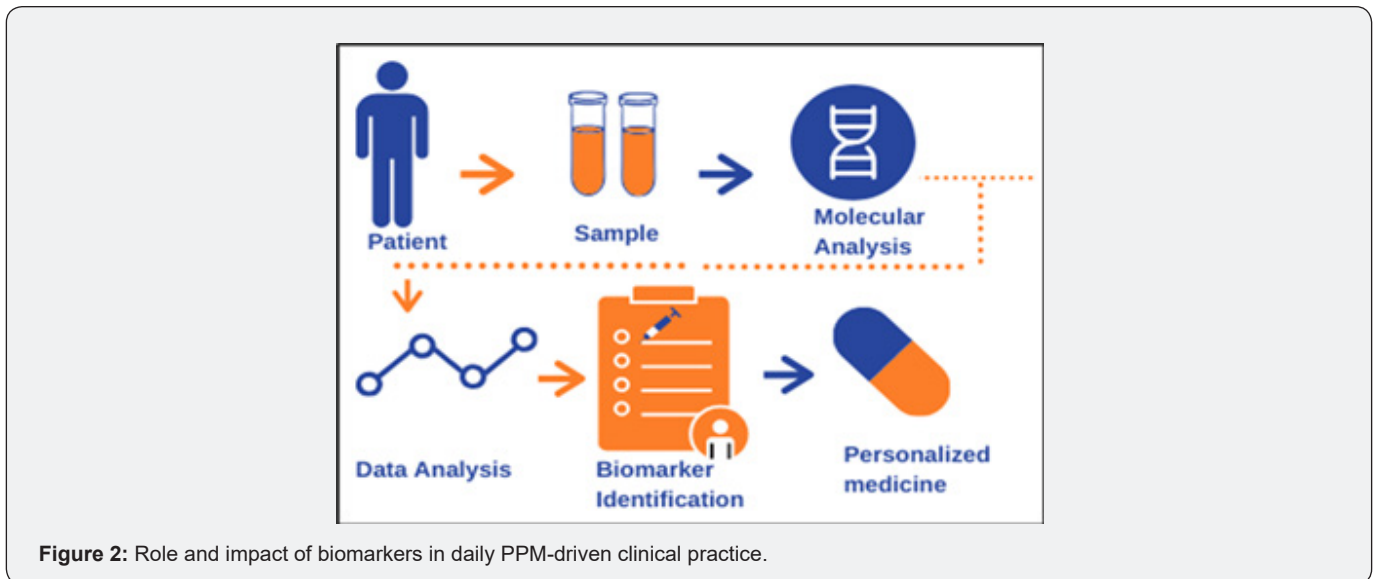 Patient
Sample
Molecular
Analysis
Data Analysis
Biomarker
Identification
Personalized
medicine
Figure 2: Role and impact of biomarkers in daily PPM-driven clinical practice.